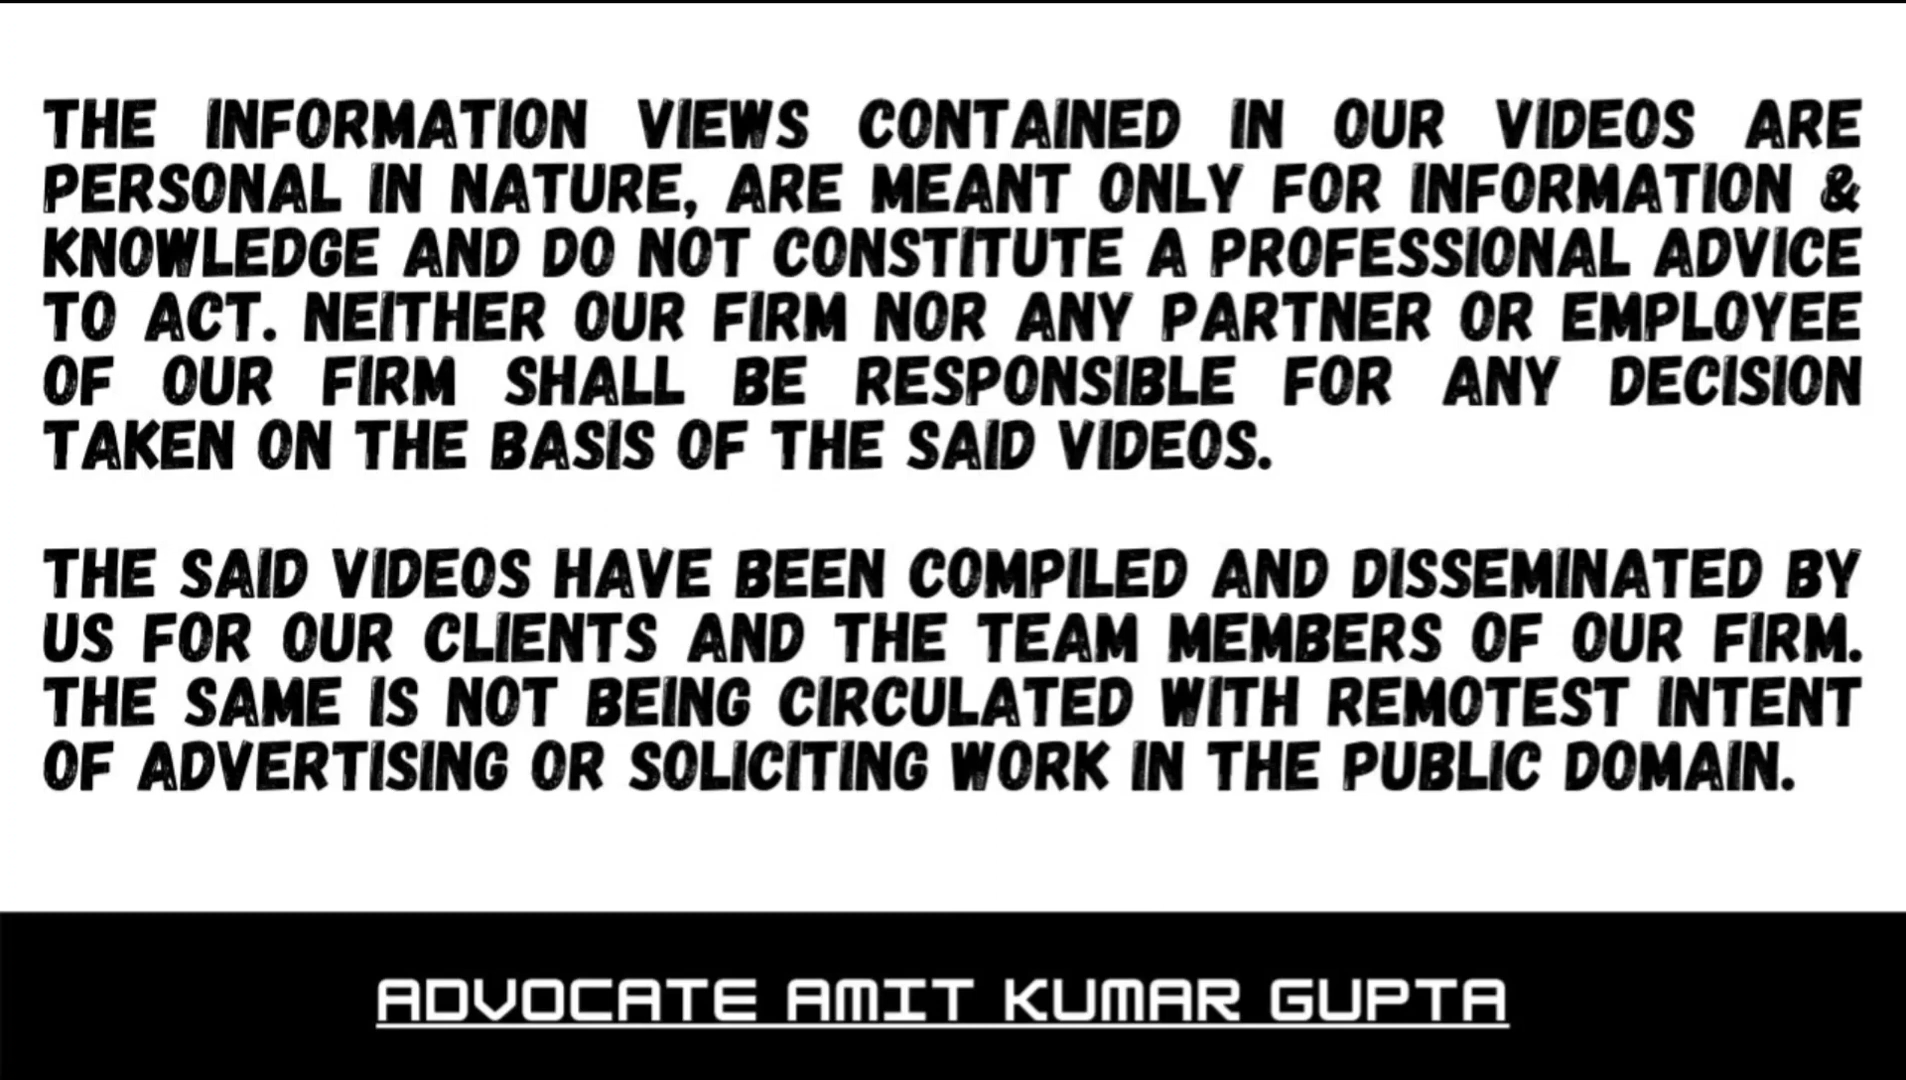 THE INFORMATION VIEWS CONTAINED IN OUR VIDEOS ARE
PERSONAL IN NATURE, ARE MEANT ONLY FOR INFORMATION &
KNOWLEDGE AND DO NOT CONSTITUTE A PROFESSIONAL ADVICE
TO ACT. NEITHER OUR FIRM NOR ANY PARTNER OR EMPLOYEE
OF OUR FIRM SHALL BE RESPONSIBLE FOR ANY DECISION
TAKEN ON THE BASIS OF THE SAID VIDEOS.
THE SAID VIDEOS HAVE BEEN COMPILED AND DISSEMINATED BY
US FOR OUR CLIENTS AND THE TEAM MEMBERS OF OUR FIRM.
THE SAME IS NOT BEING CIRCULATED WITH REMOTEST INTENT
OF ADVERTISING OR SOLICITING WORK IN THE PUBLIC DOMAIN.
ADVOCATE AMIT KUMAR GUPTA